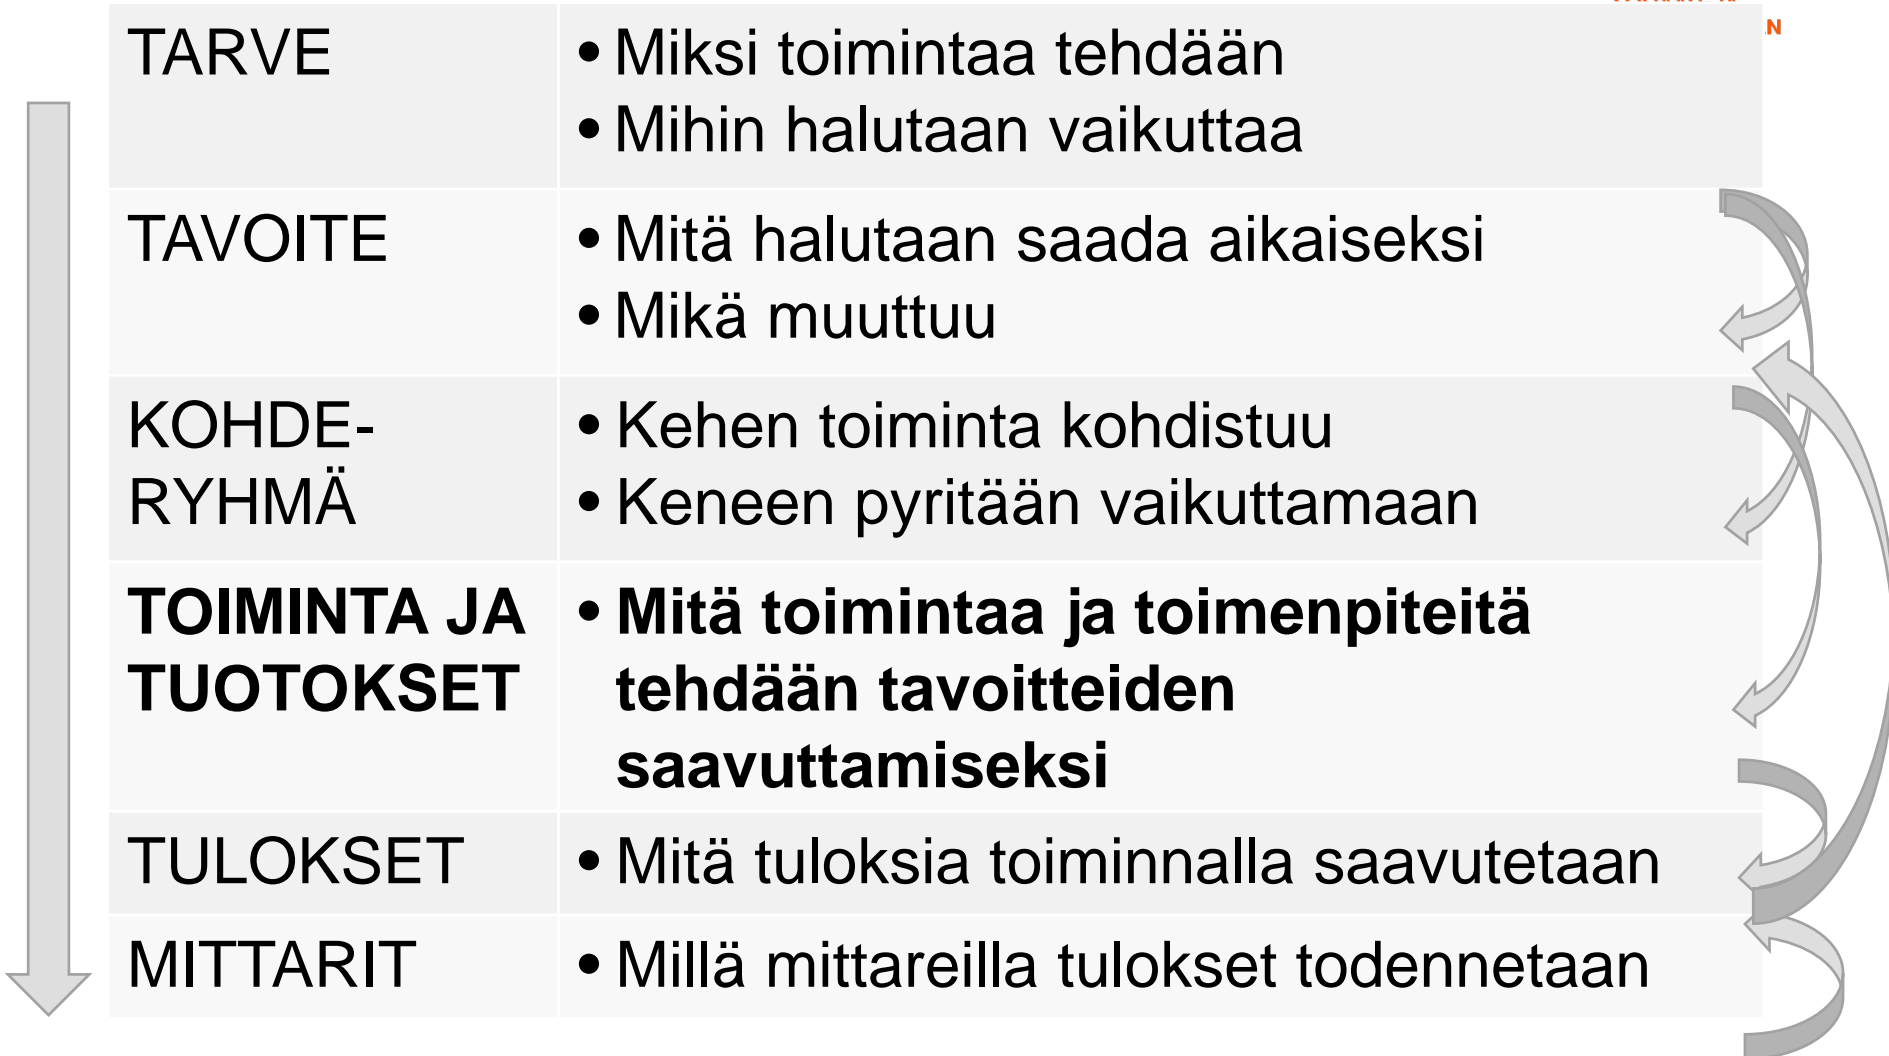 TARVE
• Miksi toimintaa tehdään
• Mihin halutaan vaikuttaa
TAVOITE
• Mitä halutaan saada aikaiseksi
• Mikä muuttuu
KOHDE-
RYHMÄ
• Kehen toiminta kohdistuu
• Keneen pyritään vaikuttamaan
TOIMINTA JA
TUOTOKSET
• Mitä toimintaa ja toimenpiteitä
tehdään tavoitteiden
saavuttamiseksi
TULOKSET
• Mitä tuloksia toiminnalla saavutetaan
MITTARIT
• Millä mittareilla tulokset todennetaan